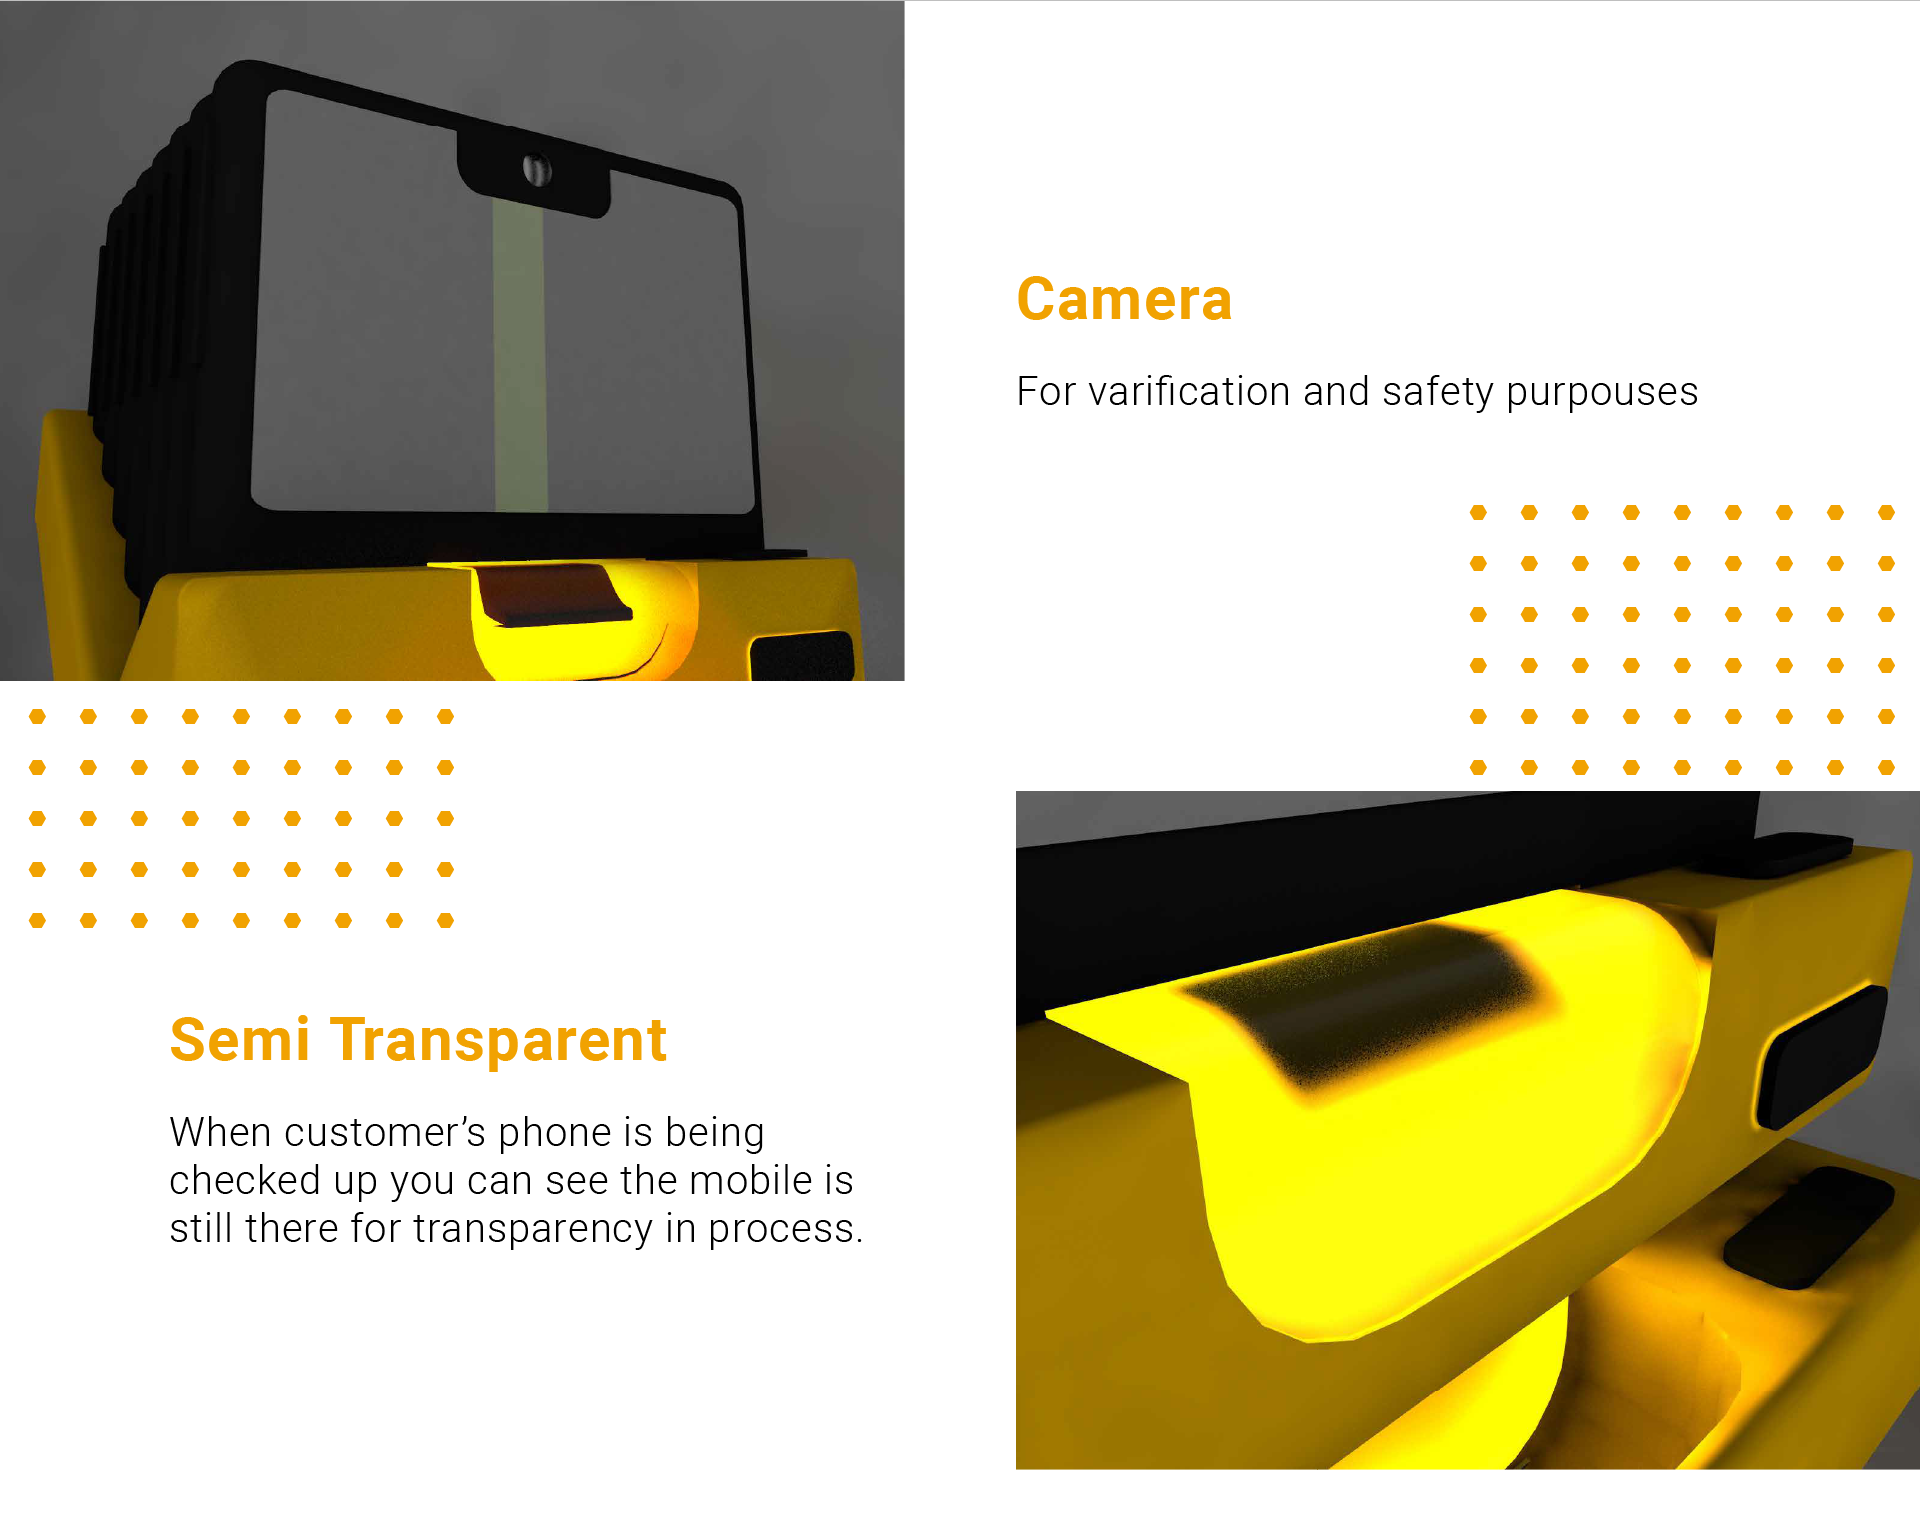 Camera
For varification and safety purpouses
Semi Transparent
When customer’s phone is being
checked up you can see the mobile is
still there for transparency in process.